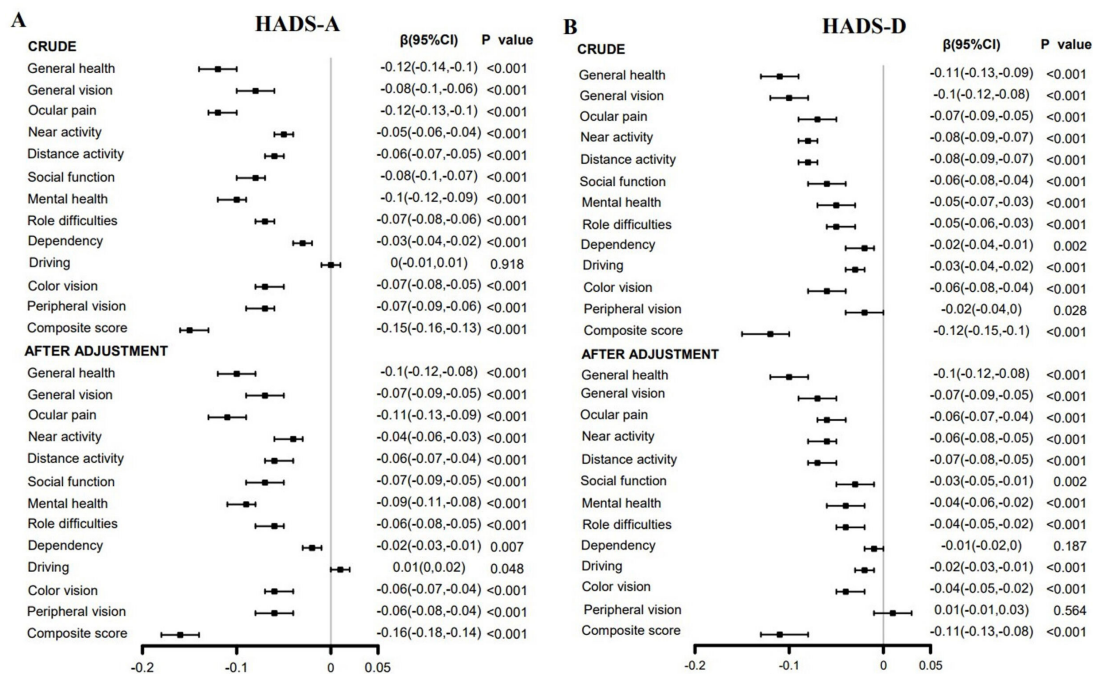 A
HADS-A
β(95%CI) P value
CRUDE
General health -0.12(-0.14,-0.1) <0.001
General vision -0.08(-0.1,-0.06) <0.001
Ocular pain -0.12(-0.13,-0.1) <0.001
Near activity -0.05(-0.06,-0.04) <0.001
Distance activity -0.06(-0.07,-0.05) <0.001
Social function -0.08(-0.1,-0.07) <0.001
Mental health -0.1(-0.12,-0.09) <0.001
Role difficulties -0.07(-0.08,-0.06) <0.001
Dependency -0.03(-0.04,-0.02) <0.001
Driving 0(-0.01,0.01) 0.918
Color vision -0.07(-0.08,-0.05) <0.001
Peripheral vision -0.07(-0.09,-0.06) <0.001
Composite score -0.15(-0.16,-0.13) <0.001
AFTER ADJUSTMENT
General health -0.1(-0.12,-0.08) <0.001
General vision -0.07(-0.09,-0.05) <0.001
Ocular pain -0.11(-0.13,-0.09) <0.001
Near activity -0.04(-0.06,-0.03) <0.001
Distance activity -0.06(-0.07,-0.04) <0.001
Social function -0.07(-0.09,-0.05) <0.001
Mental health -0.09(-0.11,-0.08) <0.001
Role difficulties -0.06(-0.08,-0.05) <0.001
Dependency -0.02(-0.03,-0.01) 0.007
Driving 0.01(0,0.02) 0.048
Color vision -0.06(-0.07,-0.04) <0.001
Peripheral vision -0.06(-0.08,-0.04) <0.001
Composite score -0.16(-0.18,-0.14) <0.001
-0.2 -0.1 0 0.05
B
HADS-D
β(95%CI) P value
CRUDE
General health -0.11(-0.13,-0.09) <0.001
General vision -0.1(-0.12,-0.08) <0.001
Ocular pain -0.07(-0.09,-0.05) <0.001
Near activity -0.08(-0.09,-0.07) <0.001
Distance activity -0.08(-0.09,-0.07) <0.001
Social function -0.06(-0.08,-0.04) <0.001
Mental health -0.05(-0.07,-0.03) <0.001
Role difficulties -0.05(-0.06,-0.03) <0.001
Dependency -0.02(-0.04,-0.01) 0.002
Driving -0.03(-0.04,-0.02) <0.001
Color vision -0.06(-0.08,-0.04) <0.001
Peripheral vision -0.02(-0.04,0) 0.028
Composite score -0.12(-0.15,-0.1) <0.001
AFTER ADJUSTMENT
General health -0.1(-0.12,-0.08) <0.001
General vision -0.07(-0.09,-0.05) <0.001
Ocular pain -0.06(-0.07,-0.04) <0.001
Near activity -0.06(-0.08,-0.05) <0.001
Distance activity -0.07(-0.08,-0.05) <0.001
Social function -0.03(-0.05,-0.01) 0.002
Mental health -0.04(-0.06,-0.02) <0.001
Role difficulties -0.04(-0.05,-0.02) <0.001
Dependency -0.01(-0.02,0) 0.187
Driving -0.02(-0.03,-0.01) <0.001
Color vision -0.04(-0.05,-0.02) <0.001
Peripheral vision 0.01(-0.01,0.03) 0.564
Composite score -0.11(-0.13,-0.08) <0.001
-0.2 -0.1 0 0.05